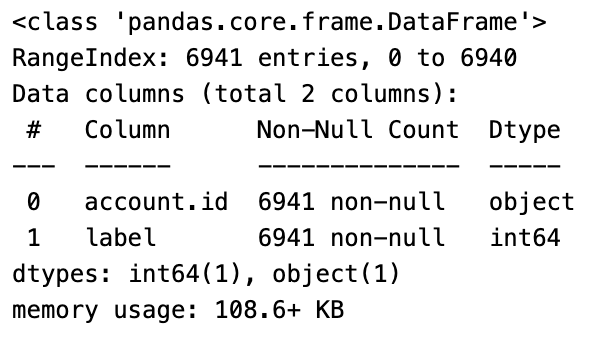 <class 'pandas.core.frame.DataFrame'>
RangeIndex: 6941 entries, 0 to 6940
Data columns (total 2 columns):
 #   Column      Non-Null Count  Dtype
---  ------      --------------  -----
 0   account.id  6941 non-null   object
 1   label       6941 non-null   int64
dtypes: int64(1), object(1)
memory usage: 108.6+ KB